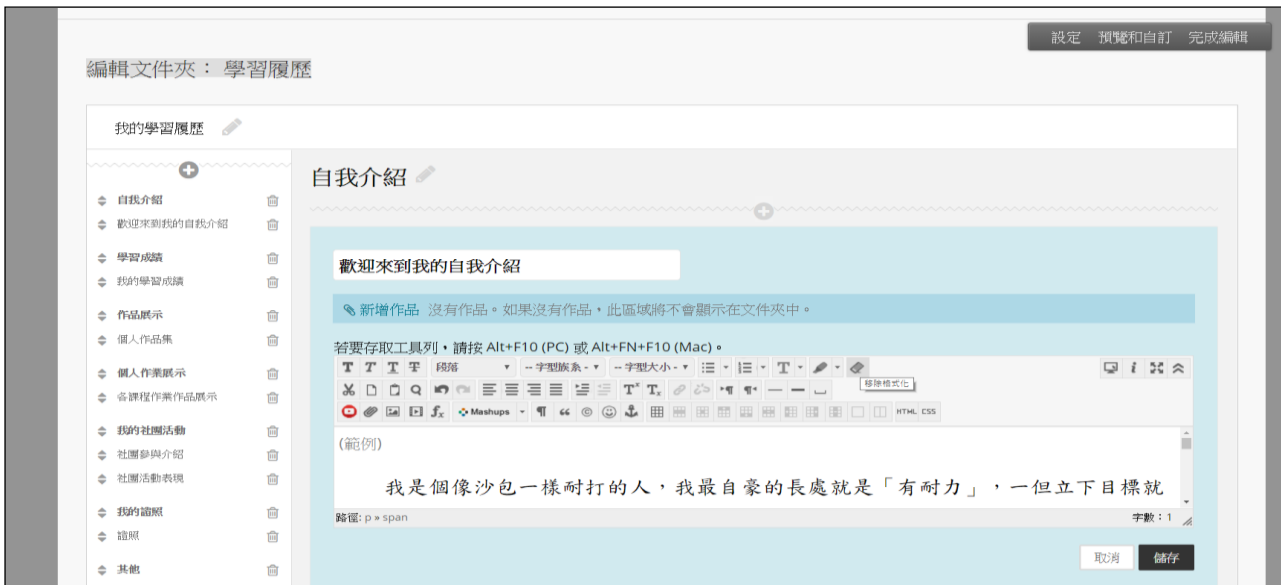 設定 預覽和自訂 完成編輯
編輯文件夾： 學習履歷
我的學習履歷
自我介紹
歡迎來到我的自我介紹
學習成績
我的學習成績
作品展示
個人作品集
個人作業展示
各課程作業作品展示
我的社團活動
社團參與介紹
社團活動表現
我的證照
證照
其他
自我介紹
歡迎來到我的自我介紹
新增作品 沒有作品。如果沒有作品，此區域將不會顯示在文件夾中。
若要存取工具列，請按 Alt+F10 (PC) 或 Alt+FN+F10 (Mac)。
T T T T 段落 -- 字型族系 - -- 字型大小 - T
移除格式化
Mashups HTML CSS
(範例)
我是個像沙包一樣耐打的人，我最自豪的長處就是「有耐力」，一但立下目標就
路徑: p » span 字數：1
取消 儲存